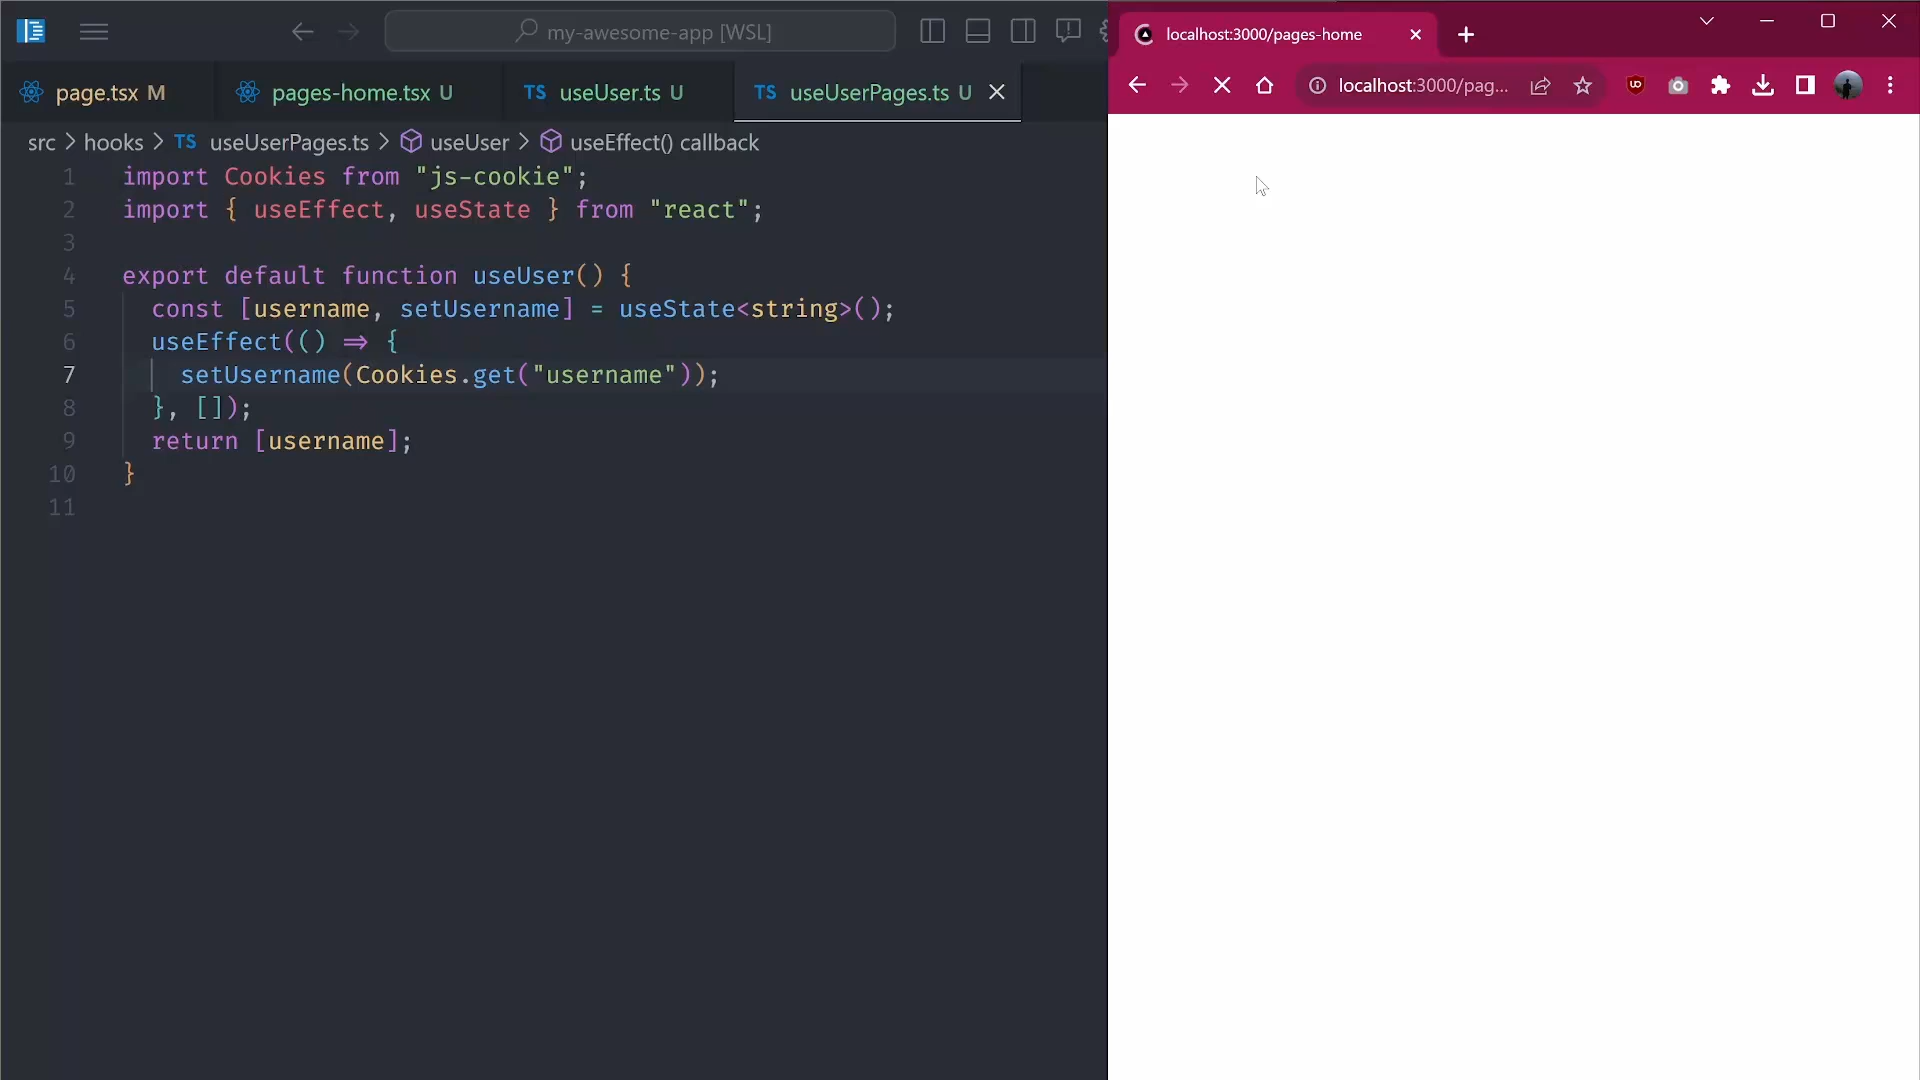 my-awesome-app [WSL]
page.tsx M
pages-home.tsx U
TS useUser.ts U
TS useUserPages.ts U
src > hooks > TS useUserPages.ts > useUser > useEffect() callback
1 import Cookies from "js-cookie";
2 import { useEffect, useState } from "react";
3
4 export default function useUser() {
5 const [username, setUsername] = useState<string>();
6 useEffect(() => {
7 setUsername(Cookies.get("username"));
8 }, []);
9 return [username];
10 }
11
localhost:3000/pages-home
localhost:3000/pag...